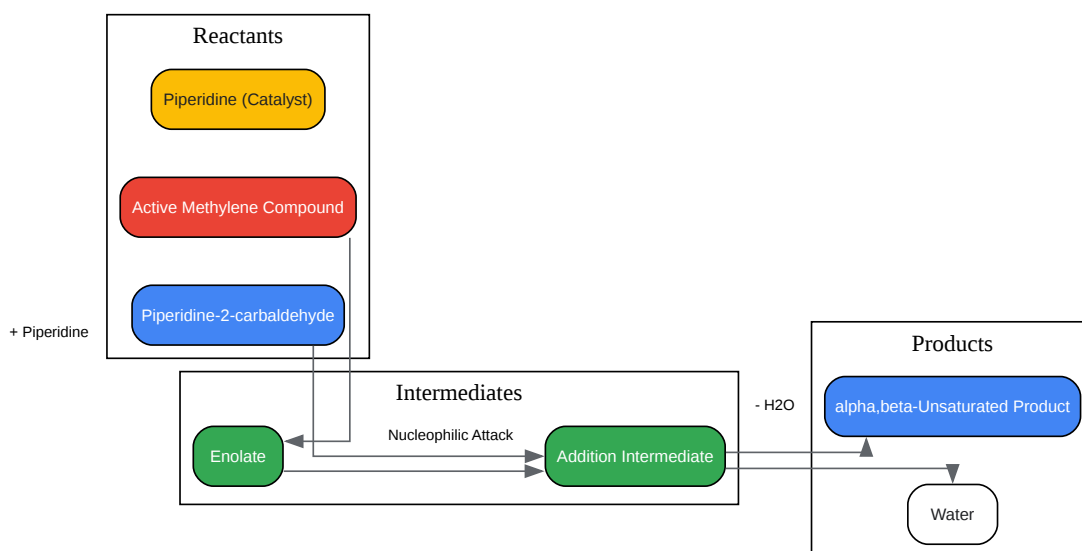 Reactants
Piperidine (Catalyst)
Active Methylene Compound
Piperidine-2-carbaldehyde
+ Piperidine
Intermediates
Enolate
Nucleophilic Attack
Addition Intermediate
- H2O
Products
alpha,beta-Unsaturated Product
Water